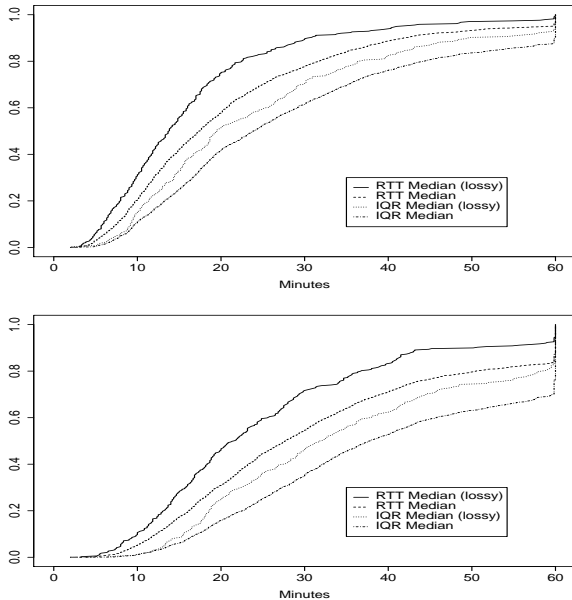 1.0
0.8
0.6
0.4
0.2
0.0
RTT Median (lossy)
RTT Median
IQR Median (lossy)
IQR Median
0 10 20 30 40 50 60
Minutes
1.0
0.8
0.6
0.4
0.2
0.0
RTT Median (lossy)
RTT Median
IQR Median (lossy)
IQR Median
0 10 20 30 40 50 60
Minutes